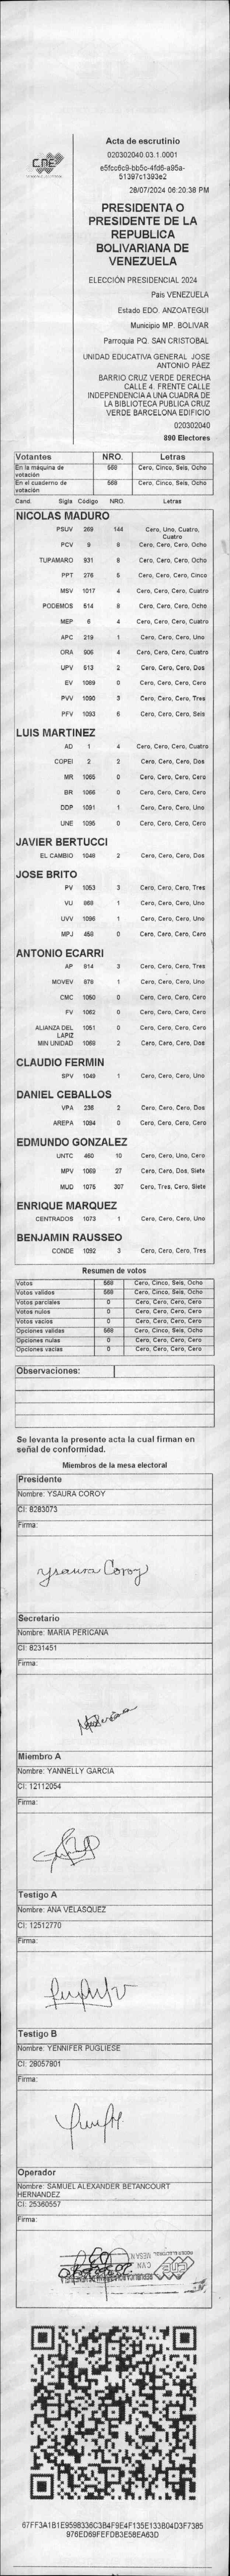 Acta de escrutinio
020302040.03.1.0001
e5fcc6c9-bb5c-4fd6-a95a-
51397c1393e2
28/07/2024 06:20:38 PM
CNE
PRESIDENTA O
PRESIDENTE DE LA
REPUBLICA
BOLIVARIANA DE
VENEZUELA
ELECCIÓN PRESIDENCIAL 2024
País VENEZUELA
Estado EDO. ANZOATEGUI
Municipio MP. BOLIVAR
Parroquia PQ. SAN CRISTOBAL
UNIDAD EDUCATIVA GENERAL JOSE
ANTONIO PÁEZ
BARRIO CRUZ VERDE DERECHA
CALLE 4. FRENTE CALLE
INDEPENDENCIA A UNA CUADRA DE
LA BIBLIOTECA PUBLICA CRUZ
VERDE BARCELONA EDIFICIO
020302040
890 Electores
Votantes NRO. Letras
En la máquina de votación 568 Cero, Cinco, Seis, Ocho
En el cuaderno de votación 568 Cero, Cinco, Seis, Ocho
Cand. Sigla Código NRO. Letras
NICOLAS MADURO
PSUV 269 144 Cero, Uno, Cuatro, Cuatro
PCV 9 8 Cero, Cero, Cero, Ocho
TUPAMARO 931 8 Cero, Cero, Cero, Ocho
PPT 276 5 Cero, Cero, Cero, Cinco
MSV 1017 4 Cero, Cero, Cero, Cuatro
PODEMOS 514 8 Cero, Cero, Cero, Ocho
MEP 6 4 Cero, Cero, Cero, Cuatro
APC 219 1 Cero, Cero, Cero, Uno
ORA 906 4 Cero, Cero, Cero, Cuatro
UPV 613 2 Cero, Cero, Cero, Dos
EV 1089 0 Cero, Cero, Cero, Cero
PVV 1090 3 Cero, Cero, Cero, Tres
PFV 1093 6 Cero, Cero, Cero, Seis
LUIS MARTINEZ
AD 1 4 Cero, Cero, Cero, Cuatro
COPEI 2 2 Cero, Cero, Cero, Dos
MR 1065 0 Cero, Cero, Cero, Cero
BR 1066 0 Cero, Cero, Cero, Cero
DDP 1091 1 Cero, Cero, Cero, Uno
UNE 1095 0 Cero, Cero, Cero, Cero
JAVIER BERTUCCI
EL CAMBIO 1048 2 Cero, Cero, Cero, Dos
JOSE BRITO
PV 1053 3 Cero, Cero, Cero, Tres
VU 868 1 Cero, Cero, Cero, Uno
UVV 1096 1 Cero, Cero, Cero, Uno
MPJ 458 0 Cero, Cero, Cero, Cero
ANTONIO ECARRI
AP 814 3 Cero, Cero, Cero, Tres
MOVEV 878 1 Cero, Cero, Cero, Uno
CMC 1050 0 Cero, Cero, Cero, Cero
FV 1062 0 Cero, Cero, Cero, Cero
ALIANZA DEL LAPIZ 1051 0 Cero, Cero, Cero, Cero
MIN UNIDAD 1068 2 Cero, Cero, Cero, Dos
CLAUDIO FERMIN
SPV 1049 1 Cero, Cero, Cero, Uno
DANIEL CEBALLOS
VPA 236 2 Cero, Cero, Cero, Dos
AREPA 1094 0 Cero, Cero, Cero, Cero
EDMUNDO GONZALEZ
UNTC 460 10 Cero, Cero, Uno, Cero
MPV 1069 27 Cero, Cero, Dos, Siete
MUD 1075 307 Cero, Tres, Cero, Siete
ENRIQUE MARQUEZ
CENTRADOS 1073 1 Cero, Cero, Cero, Uno
BENJAMIN RAUSSEO
CONDE 1092 3 Cero, Cero, Cero, Tres
Resumen de votos
Votos 568 Cero, Cinco, Seis, Ocho
Votos validos 568 Cero, Cinco, Seis, Ocho
Votos parciales 0 Cero, Cero, Cero, Cero
Votos nulos 0 Cero, Cero, Cero, Cero
Votos vacios 0 Cero, Cero, Cero, Cero
Opciones validas 568 Cero, Cinco, Seis, Ocho
Opciones nulas 0 Cero, Cero, Cero, Cero
Opciones vacias 0 Cero, Cero, Cero, Cero
Observaciones:
Se levanta la presente acta la cual firman en
señal de conformidad.
Miembros de la mesa electoral
Presidente
Nombre: YSAURA COROY
CI: 8283073
Firma:
Ysaura Coroy
Secretario
Nombre: MARIA PERICANA
CI: 8231451
Firma:
Miembro A
Nombre: YANNELLY GARCIA
CI: 12112054
Firma:
Testigo A
Nombre: ANA VELASQUEZ
CI: 12512770
Firma:
Testigo B
Nombre: YENNIFER PUGLIESE
CI: 28057801
Firma:
Operador
Nombre: SAMUEL ALEXANDER BETANCOURT
HERNANDEZ
CI: 25360557
Firma:
CNE
67FF3A1B1E9598336C3B4F9E4F135E133B04D3F7385
976ED69FEFDB3E58EA63D